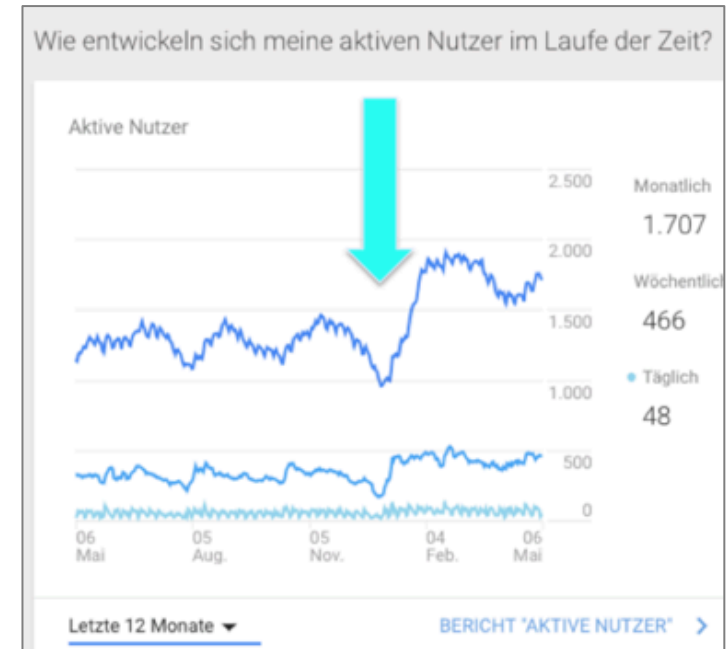 Wie entwickeln sich meine aktiven Nutzer im Laufe der Zeit?
Aktive Nutzer
2.500
2.000
1.500
1.000
500
0
06
Mai
05
Aug.
05
Nov.
04
Feb.
06
Mai
Monatlich
1.707
Wöchentlich
466
Täglich
48
Letzte 12 Monate
BERICHT "AKTIVE NUTZER"